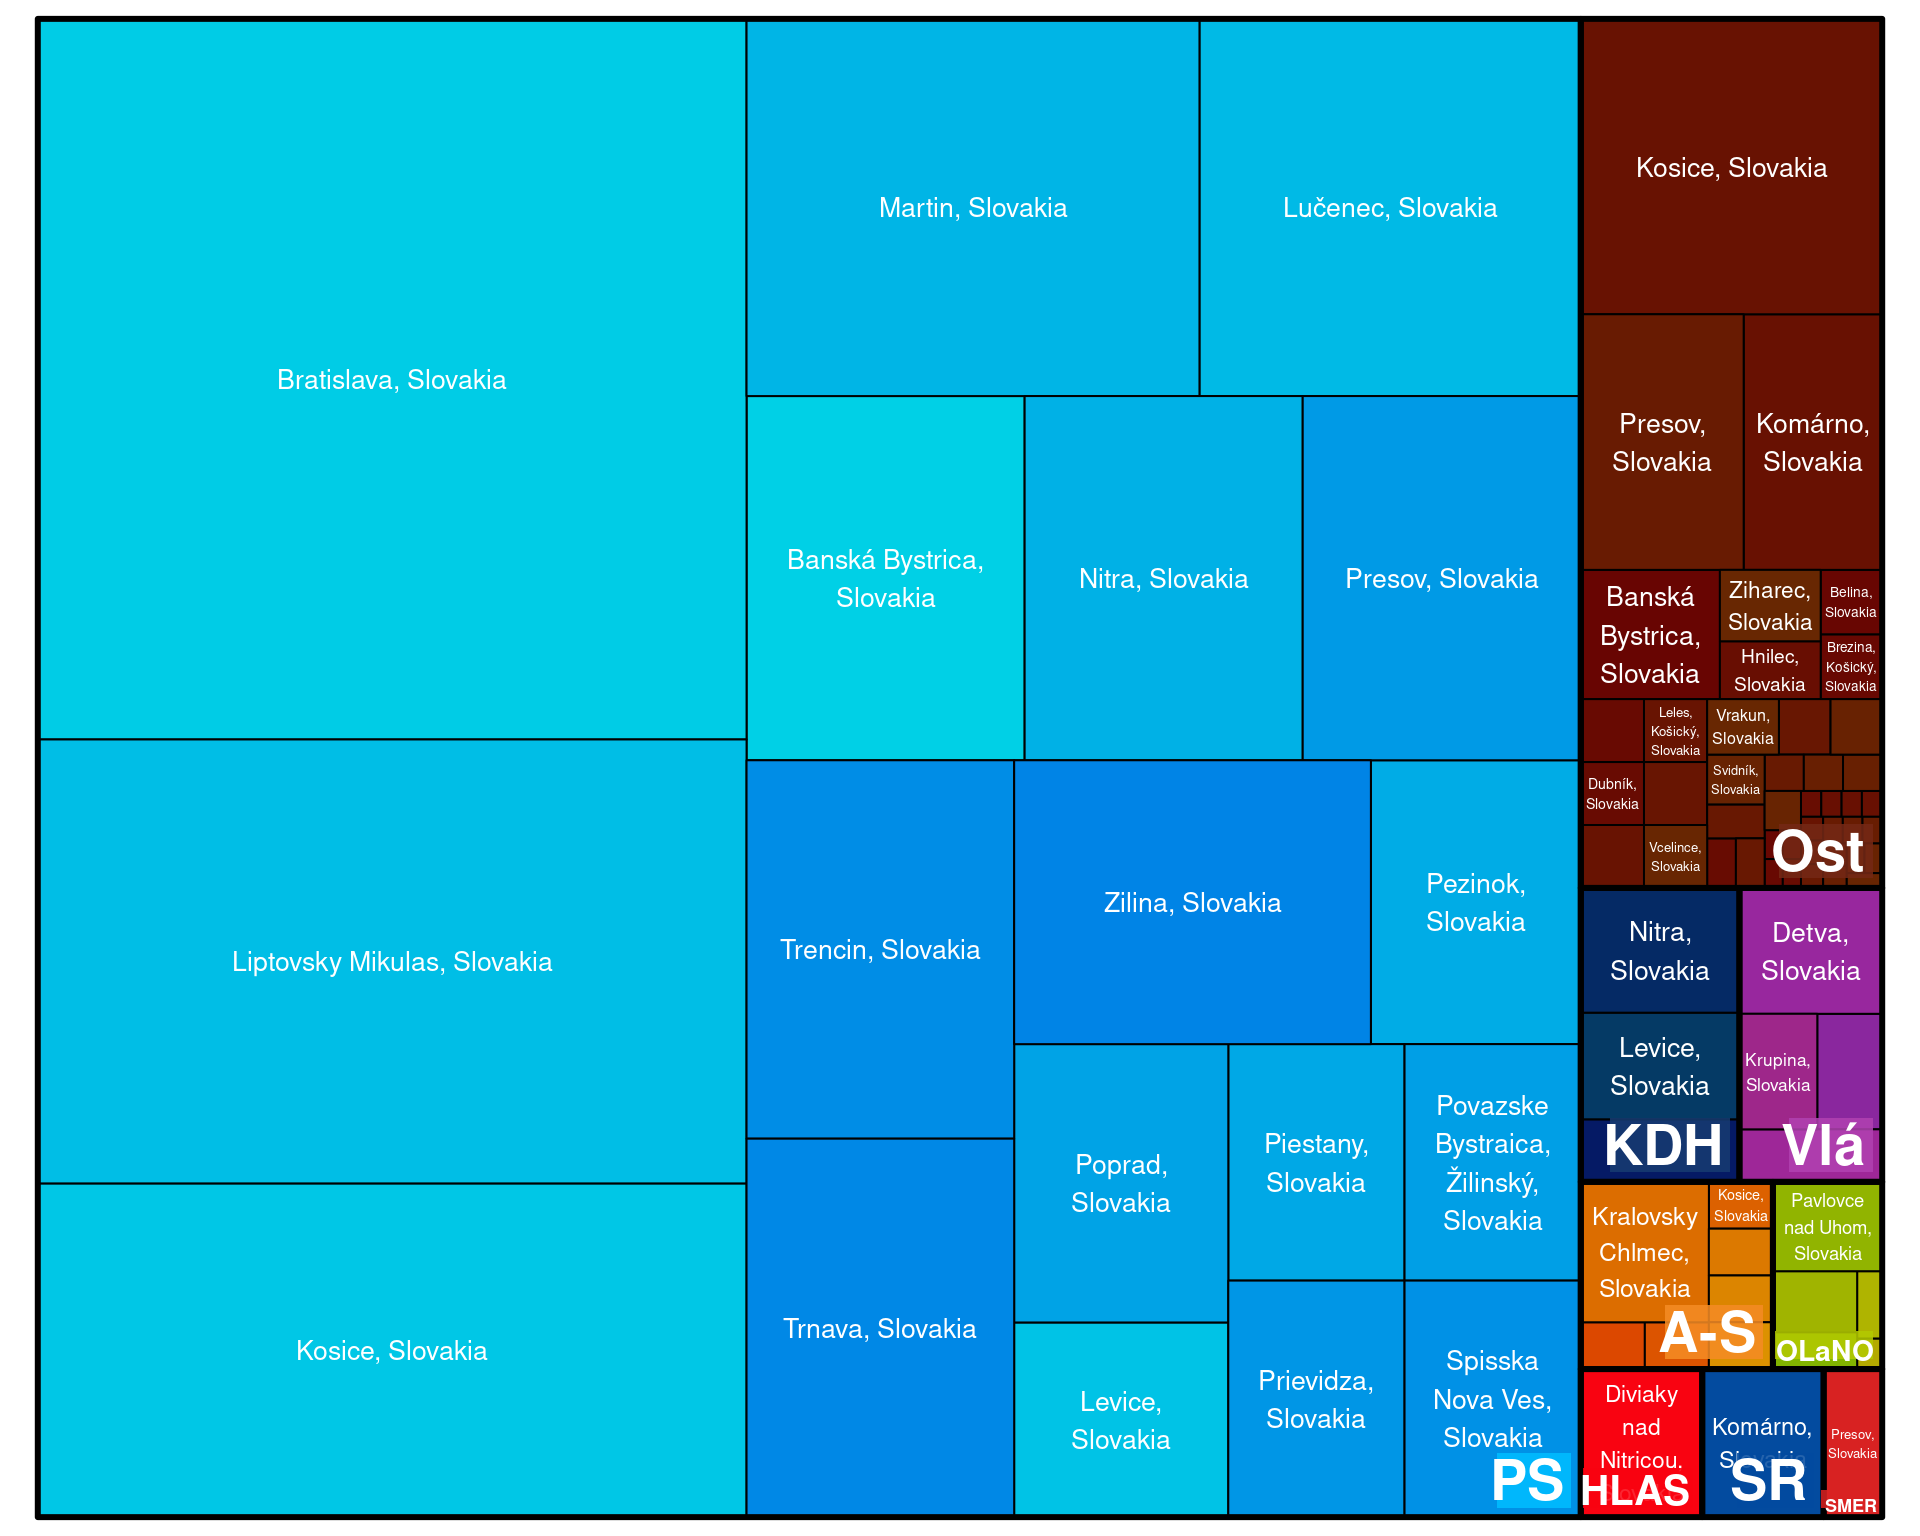 Bratislava, Slovakia
Liptovsky Mikulas, Slovakia
Kosice, Slovakia
Martin, Slovakia
Lučenec, Slovakia
Banská Bystrica,
Slovakia
Nitra, Slovakia
Presov, Slovakia
Trencin, Slovakia
Zilina, Slovakia
Pezinok,
Slovakia
Trnava, Slovakia
Poprad,
Slovakia
Piestany,
Slovakia
Povazske
Bystraica,
Žilinský,
Slovakia
Levice,
Slovakia
Prievidza,
Slovakia
Spisska
Nova Ves,
Slovakia
PS
Kosice, Slovakia
Presov,
Slovakia
Komárno,
Slovakia
Banská
Bystrica,
Slovakia
Ziharec,
Slovakia
Hnilec,
Slovakia
Belina,
Slovakia
Brezina,
Košický,
Slovakia
Leles,
Košický,
Slovakia
Vrakun,
Slovakia
Dubník,
Slovakia
Svidník,
Slovakia
Vcelince,
Slovakia
Ost
Nitra,
Slovakia
Levice,
Slovakia
KDH
Detva,
Slovakia
Krupina,
Slovakia
Vlá
Kralovsky
Chlmec,
Slovakia
Kosice,
Slovakia
A-S
Pavlovce
nad Uhom,
Slovakia
OLaNO
Diviaky
nad
Nitricou.
HLAS
Komárno,
Slovakia
SR
Presov,
Slovakia
SMER